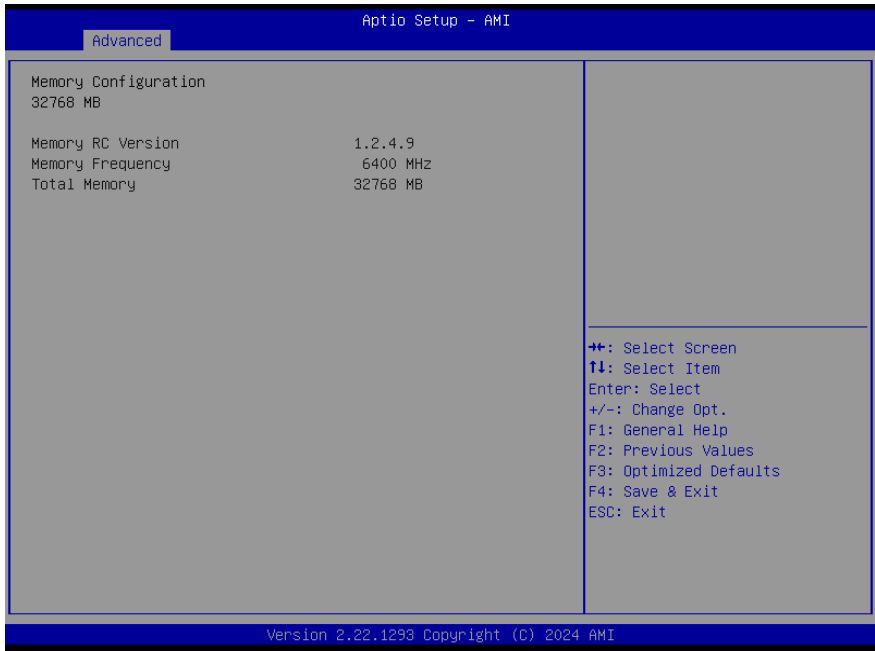 Aptio Setup - AMI
Advanced
Memory Configuration
32768 MB
Memory RC Version 1.2.4.9
Memory Frequency 6400 MHz
Total Memory 32768 MB
→←: Select Screen
↑↓: Select Item
Enter: Select
+/-: Change Opt.
F1: General Help
F2: Previous Values
F3: Optimized Defaults
F4: Save & Exit
ESC: Exit
Version 2.22.1293 Copyright (C) 2024 AMI